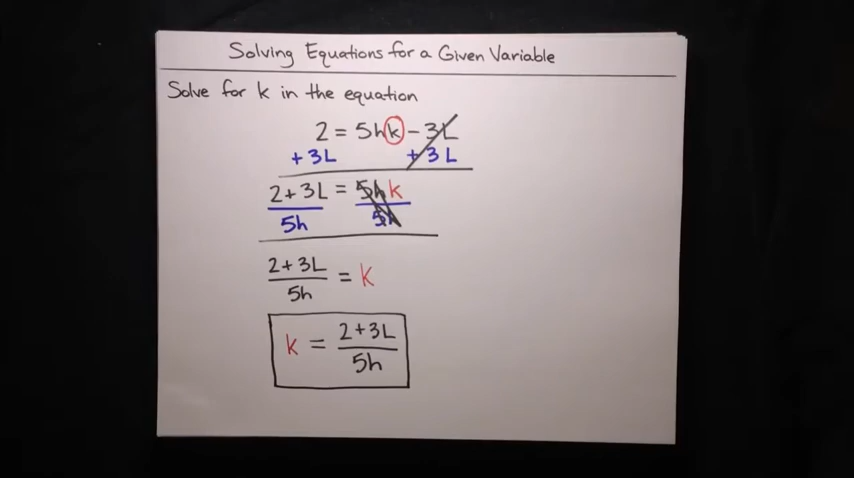 Solving Equations for a Given Variable
Solve for k in the equation
2 = 5hk - 3L
+3L +3L
2+3L = 5hk
5h 5h
2+3L
5h = k
k = 2+3L
5h